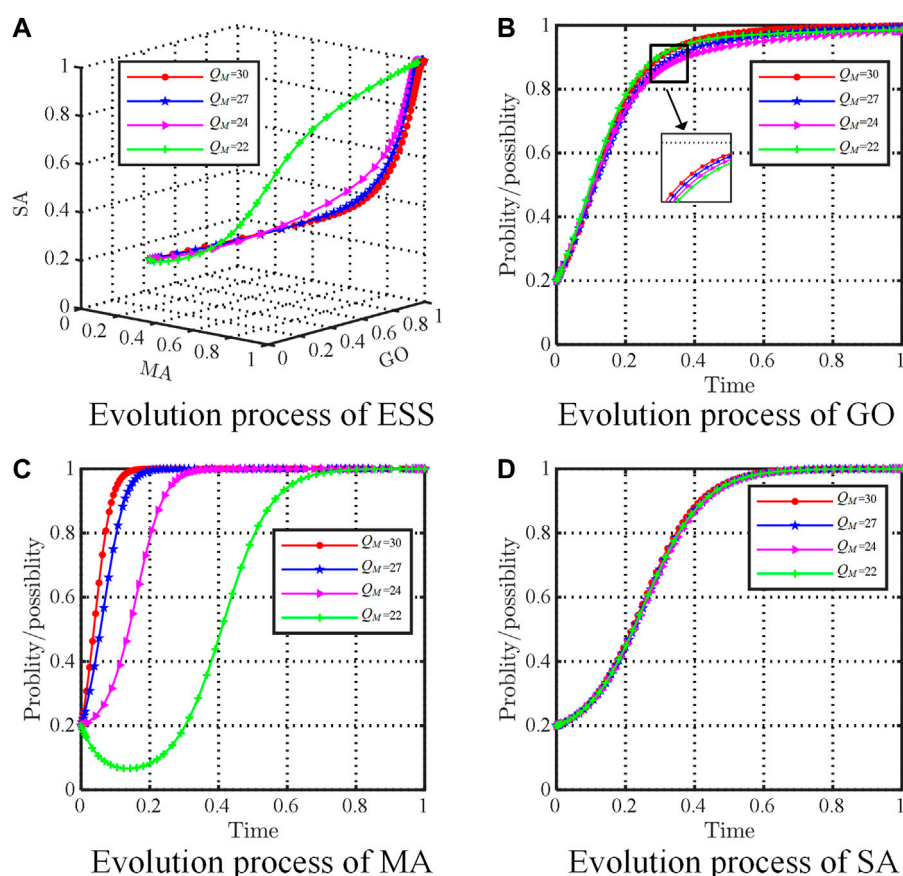 A
SA
1
0.8
0.6
0.4
0.2
0
Q_M=30
Q_M=27
Q_M=24
Q_M=22
0 0.2 0.4 0.6 0.8 1
MA
0 0.2 0.4 0.6 0.8 1
GO
Evolution process of ESS
B
Problity/possiblity
1
0.8
0.6
0.4
0.2
0
Q_M=30
Q_M=27
Q_M=24
Q_M=22
0 0.2 0.4 0.6 0.8 1
Time
Evolution process of GO
C
Problity/possiblity
1
0.8
0.6
0.4
0.2
0
Q_M=30
Q_M=27
Q_M=24
Q_M=22
0 0.2 0.4 0.6 0.8 1
Time
Evolution process of MA
D
Problity/possiblity
1
0.8
0.6
0.4
0.2
0
Q_M=30
Q_M=27
Q_M=24
Q_M=22
0 0.2 0.4 0.6 0.8 1
Time
Evolution process of SA